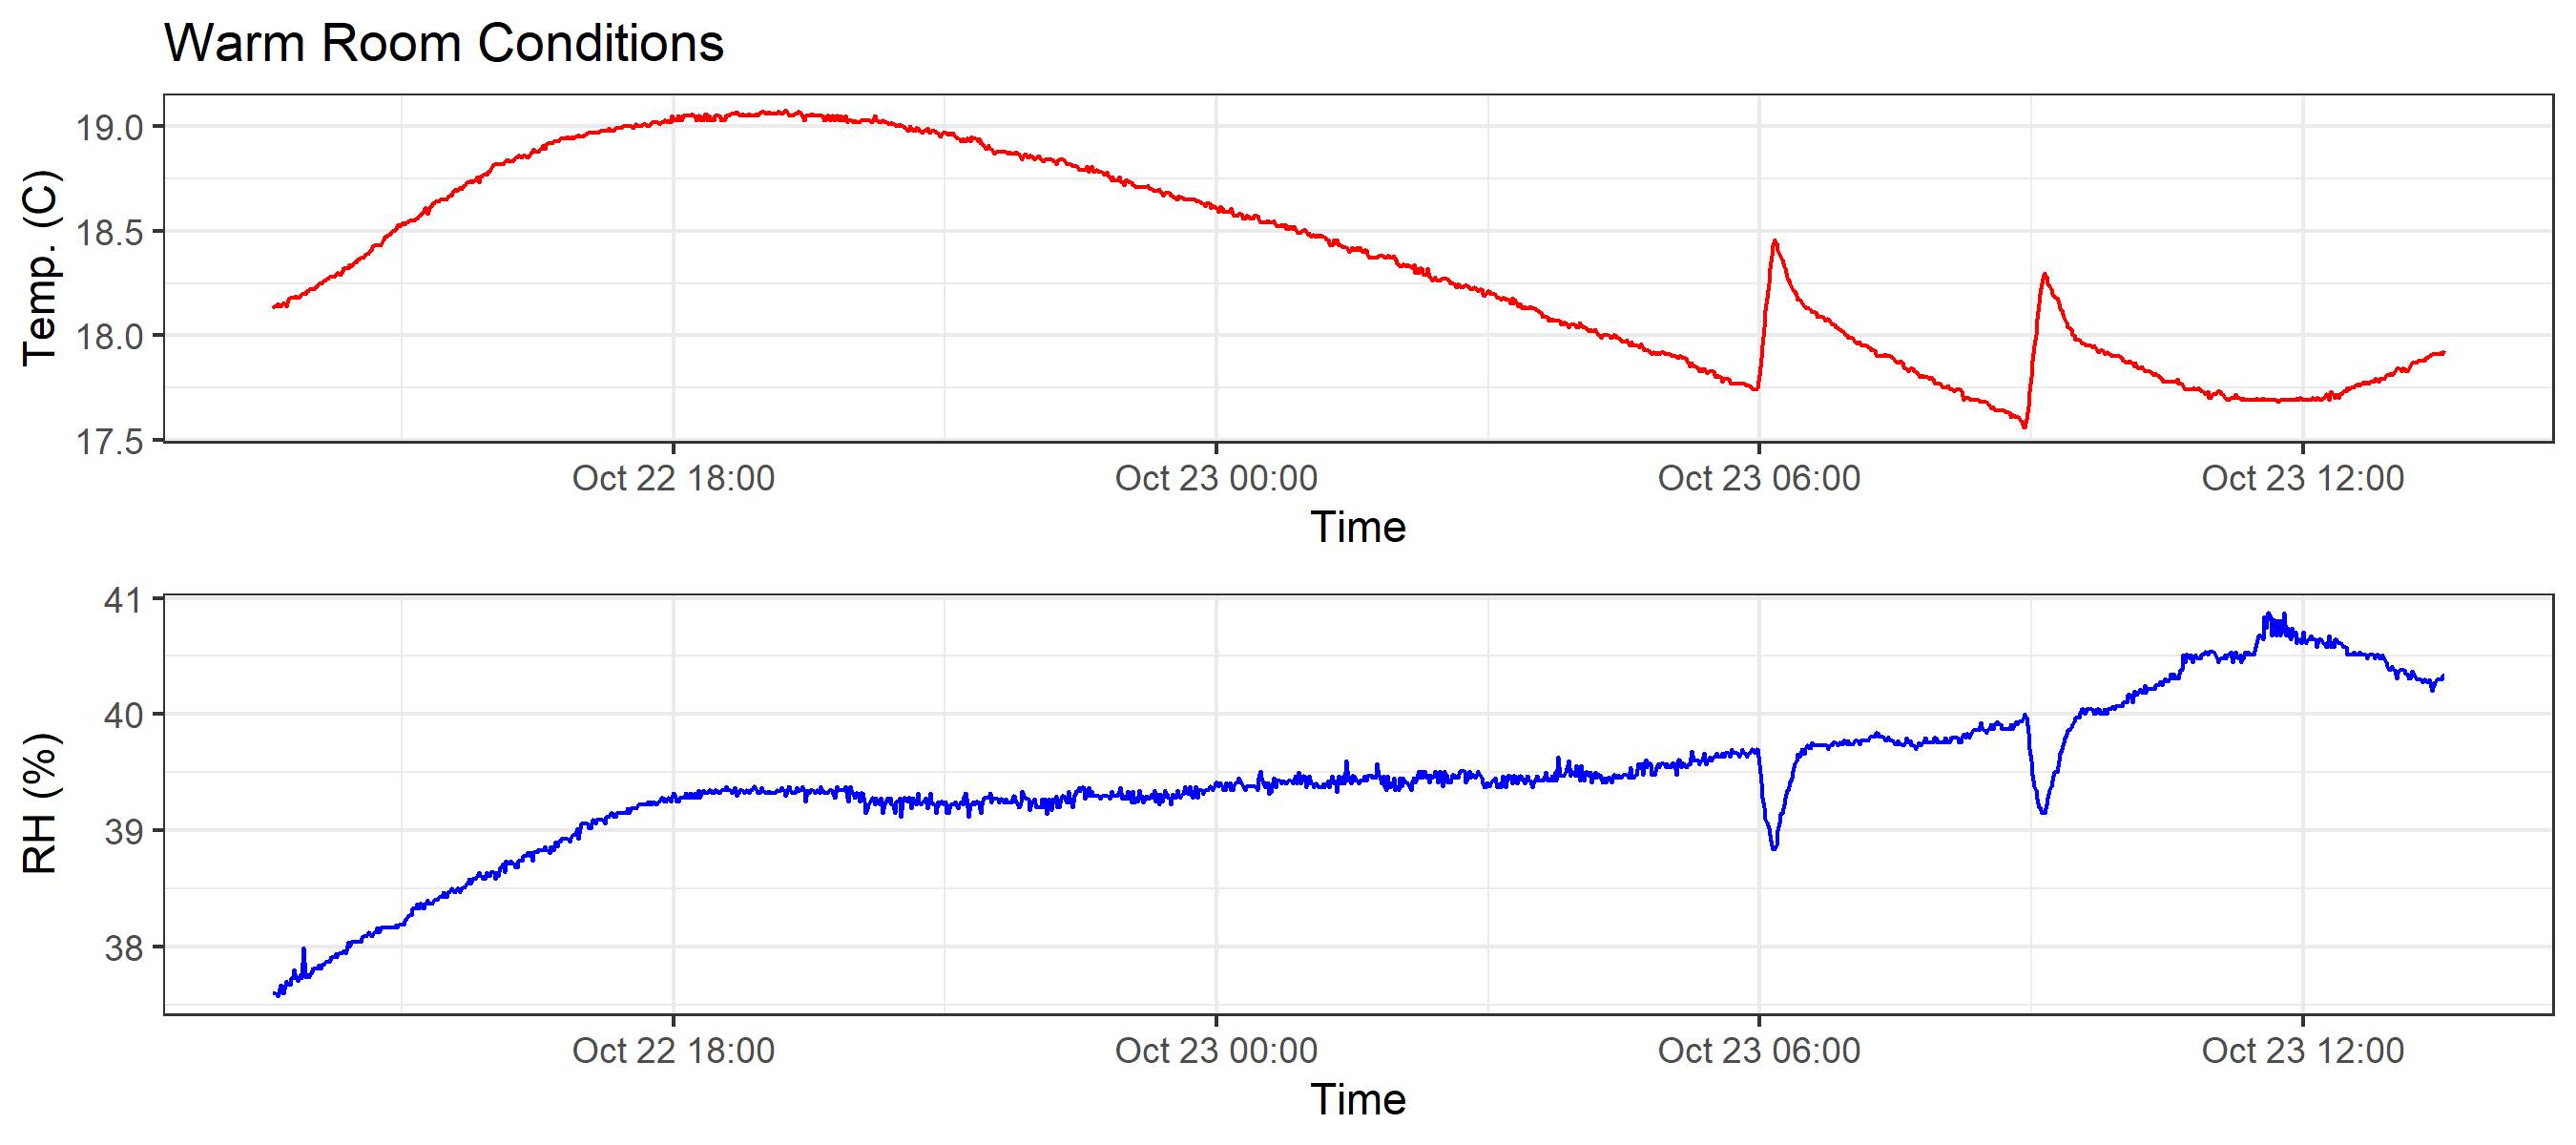 Warm Room Conditions
Temp. (C)
19.0
18.5
18.0
17.5
Oct 22 18:00 Oct 23 00:00 Oct 23 06:00 Oct 23 12:00
Time
RH (%)
41
40
39
38
Oct 22 18:00 Oct 23 00:00 Oct 23 06:00 Oct 23 12:00
Time